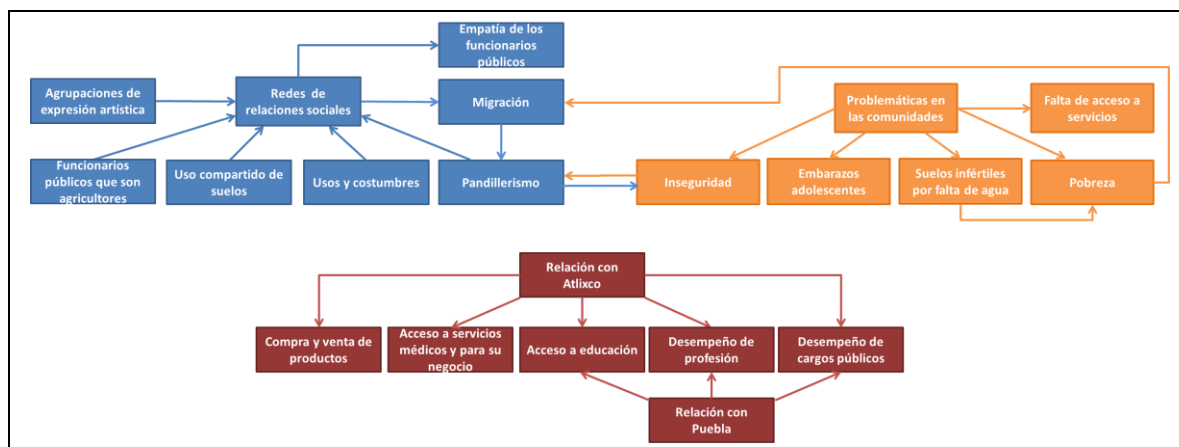 Empatía de los
funcionarios
públicos
Agrupaciones de
expresión artística
Redes de
relaciones sociales
Migración
Problemáticas en
las comunidades
Falta de acceso a
servicios
Funcionarios
públicos que son
agricultores
Uso compartido de
suelos
Usos y costumbres
Pandillerismo
Inseguridad
Embarazos
adolescentes
Suelos infértiles
por falta de agua
Pobreza
Relación con
Atlixco
Compra y venta de
productos
Acceso a servicios
médicos y para su
negocio
Acceso a educación
Desempeño de
profesión
Desempeño de
cargos públicos
Relación con
Puebla